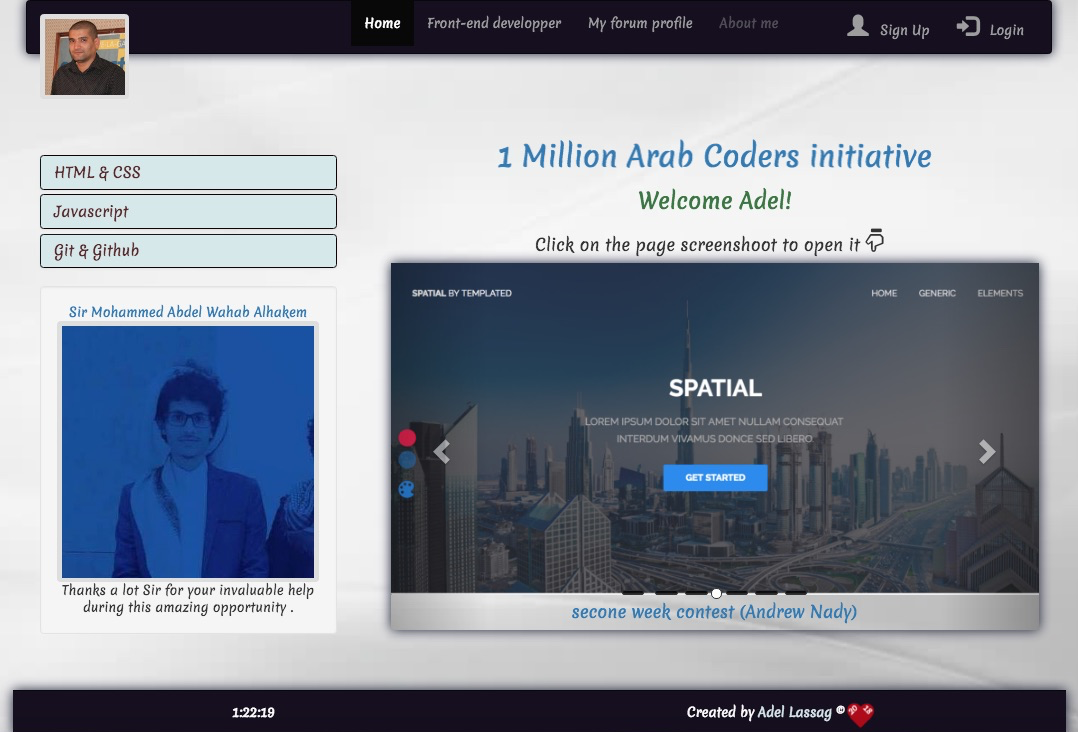 Home Front-end developper My forum profile About me Sign Up Login
HTML & CSS
Javascript
Git & Github
Sir Mohammed Abdel Wahab Alhakem
Thanks a lot Sir for your invaluable help
during this amazing opportunity .
1 Million Arab Coders initiative
Welcome Adel!
Click on the page screenshoot to open it
SPATIAL BY TEMPLATED HOME GENERIC ELEMENTS
SPATIAL
LOREM IPSUM DOLOR SIT AMET NULLAM CONSEQUAT
INTERDUM VIVAMUS DONCE SED LIBERO
GET STARTED
secone week contest (Andrew Nady)
1:22:19 Created by Adel Lassag © 20 18